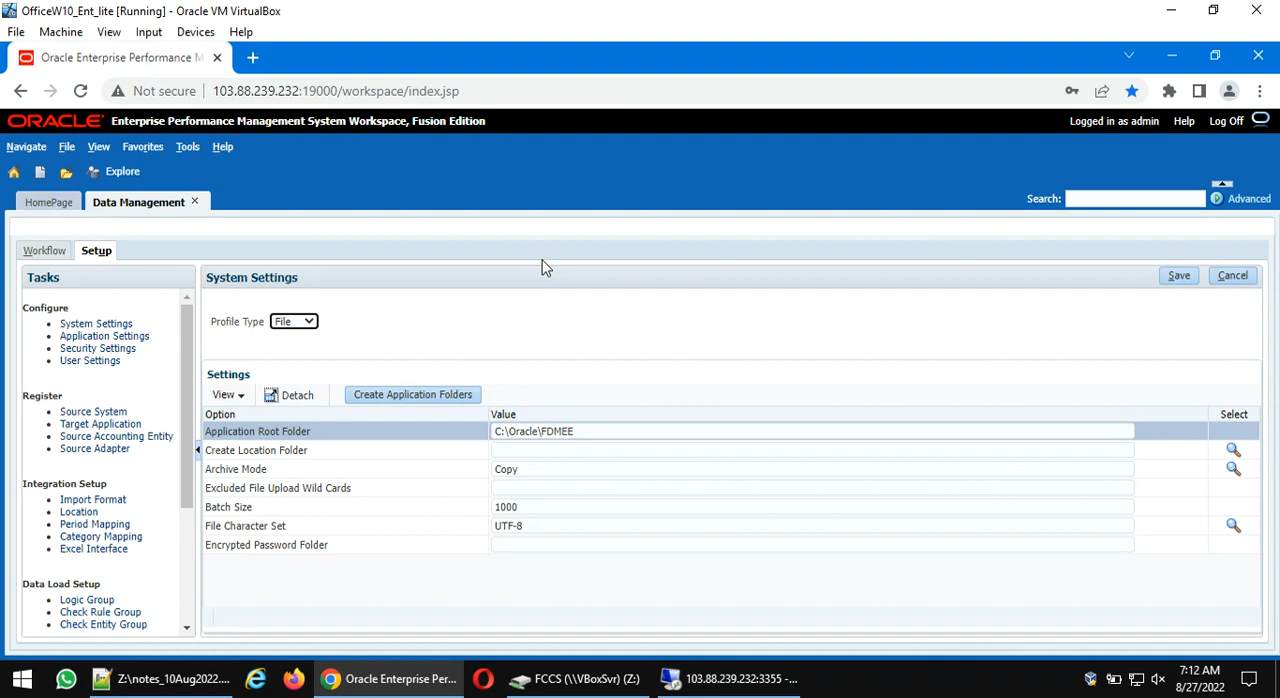 OfficeW10_Ent_lite [Running] - Oracle VM VirtualBox
File Machine View Input Devices Help
Oracle Enterprise Performance M
Not secure 103.88.239.232:19000/workspace/index.jsp
ORACLE Enterprise Performance Management System Workspace, Fusion Edition Logged in as admin Help Log Off
Navigate File View Favorites Tools Help
Explore
HomePage Data Management Search: Advanced
Workflow Setup
Tasks System Settings Save Cancel
Configure
System Settings Profile Type File
Application Settings
Security Settings
User Settings
Settings
Register View Detach Create Application Folders
Source System Option Value Select
Target Application Application Root Folder C:\Oracle\FDMEE
Source Accounting Entity
Source Adapter Create Location Folder
Archive Mode Copy
Integration Setup Excluded File Upload Wild Cards
Import Format Batch Size 1000
Location
Period Mapping File Character Set UTF-8
Category Mapping
Excel Interface Encrypted Password Folder
Data Load Setup
Logic Group
Check Rule Group
Check Entity Group
Z:\notes_10Aug2022.... Oracle Enterprise Per... FCCS (\\VBoxSvr) (Z:) 103.88.239.232:3355 -... 7:12 AM
8/27/2022